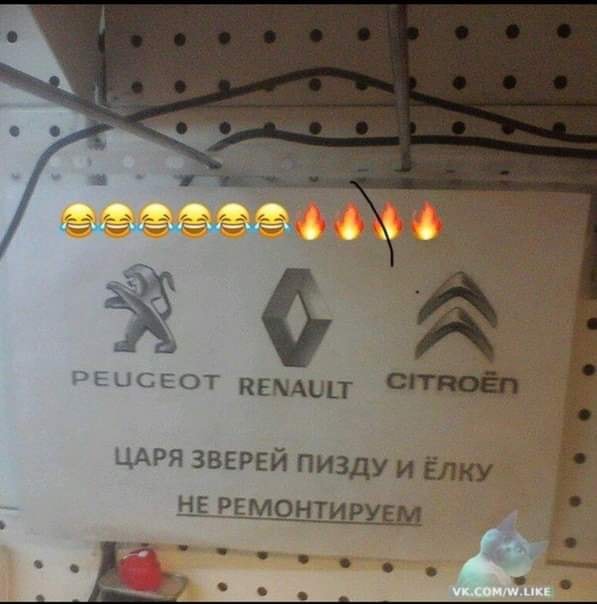 PEUGEOT RENAULT CITROËN
ЦАРЯ ЗВЕРЕЙ ПИЗДУ И ЁЛКУ
НЕ РЕМОНТИРУЕМ
VK.COM/W.LIKE